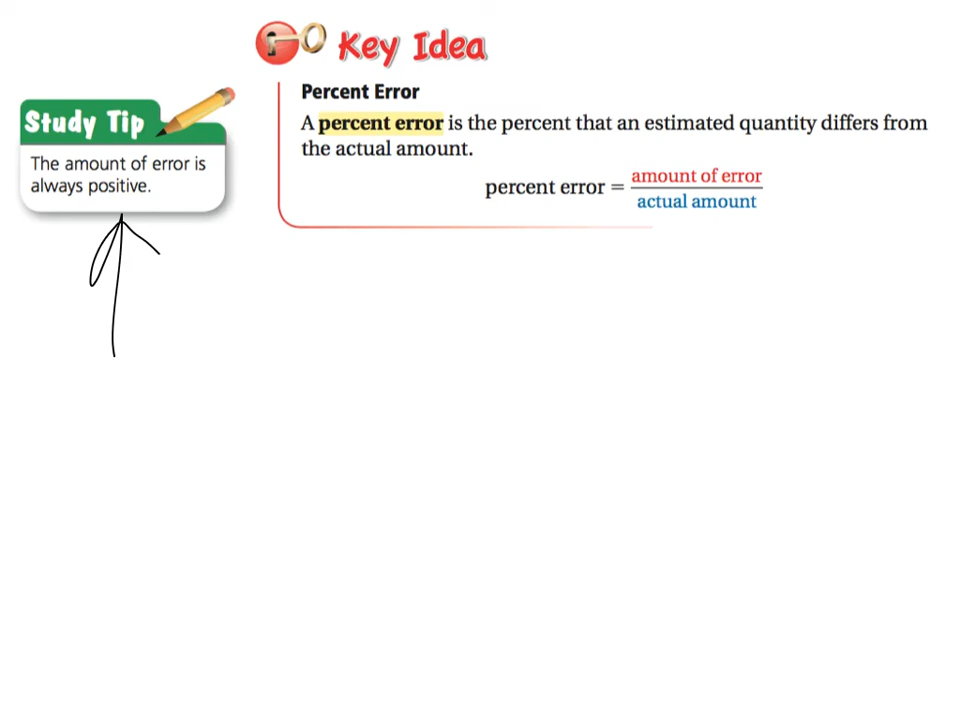 Key Idea
Percent Error
A percent error is the percent that an estimated quantity differs from
the actual amount.
percent error = amount of error
actual amount
Study Tip
The amount of error is
always positive.